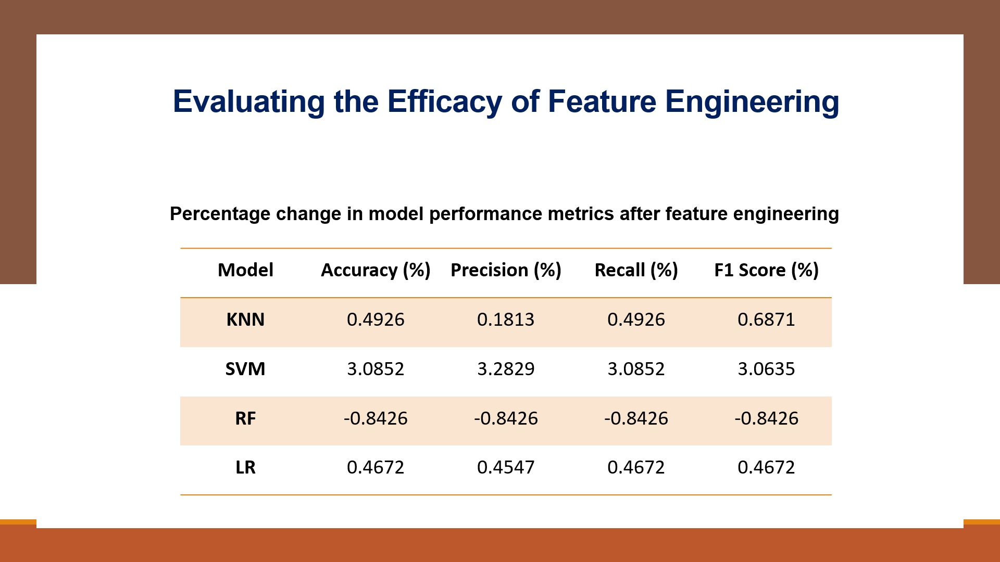 Evaluating the Efficacy of Feature Engineering
Percentage change in model performance metrics after feature engineering
Model Accuracy (%) Precision (%) Recall (%) F1 Score (%)
KNN 0.4926 0.1813 0.4926 0.6871
SVM 3.0852 3.2829 3.0852 3.0635
RF -0.8426 -0.8426 -0.8426 -0.8426
LR 0.4672 0.4547 0.4672 0.4672